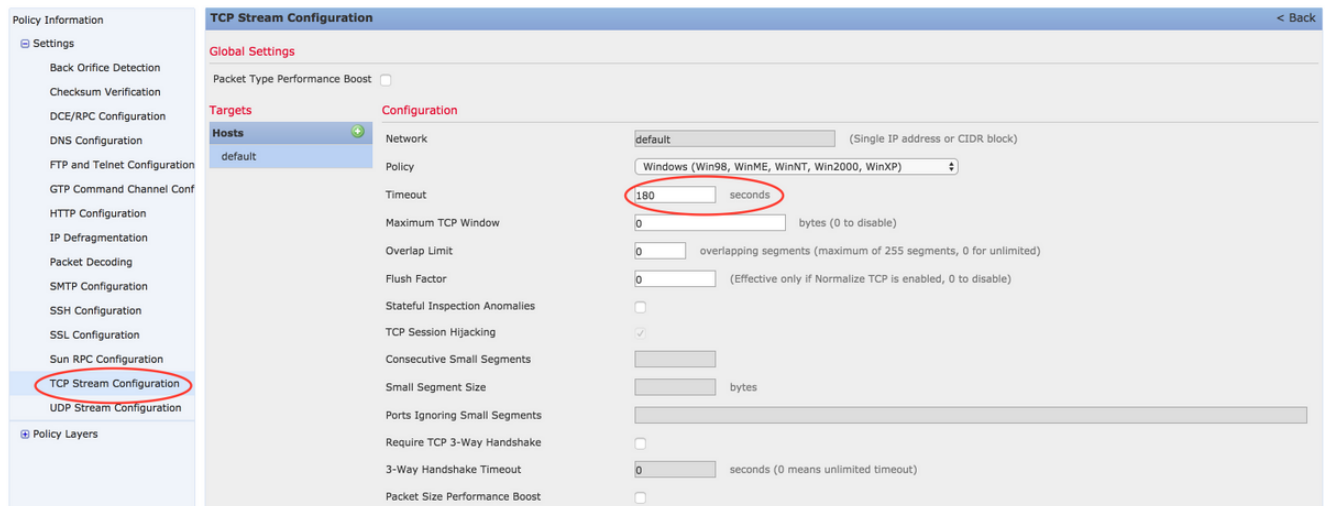 Policy Information
Settings
Back Orifice Detection
Checksum Verification
DCE/RPC Configuration
DNS Configuration
FTP and Telnet Configuration
GTP Command Channel Conf
HTTP Configuration
IP Defragmentation
Packet Decoding
SMTP Configuration
SSH Configuration
SSL Configuration
Sun RPC Configuration
TCP Stream Configuration
UDP Stream Configuration
Policy Layers
TCP Stream Configuration < Back
Global Settings
Packet Type Performance Boost
Targets
Hosts
default
Configuration
Network default (Single IP address or CIDR block)
Policy Windows (Win98, WinME, WinNT, Win2000, WinXP)
Timeout 180 seconds
Maximum TCP Window 0 bytes (0 to disable)
Overlap Limit 0 overlapping segments (maximum of 255 segments, 0 for unlimited)
Flush Factor 0 (Effective only if Normalize TCP is enabled, 0 to disable)
Stateful Inspection Anomalies
TCP Session Hijacking
Consecutive Small Segments
Small Segment Size bytes
Ports Ignoring Small Segments
Require TCP 3-Way Handshake
3-Way Handshake Timeout 0 seconds (0 means unlimited timeout)
Packet Size Performance Boost